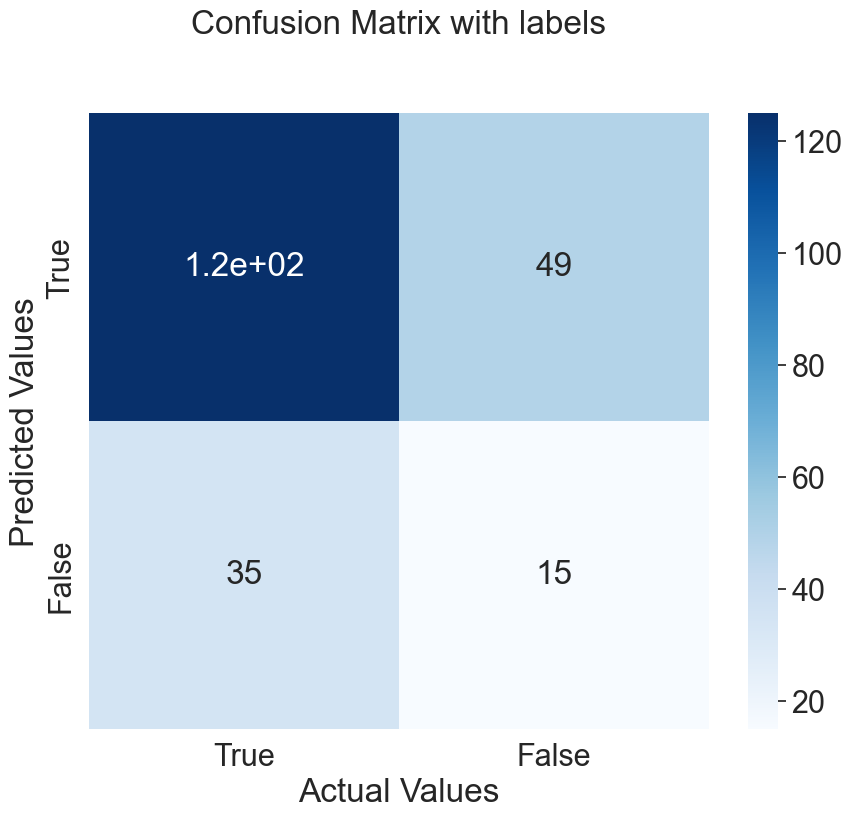 Confusion Matrix with labels
Predicted Values
True
False
1.2e+02
49
35
15
True
False
Actual Values
120
100
80
60
40
20